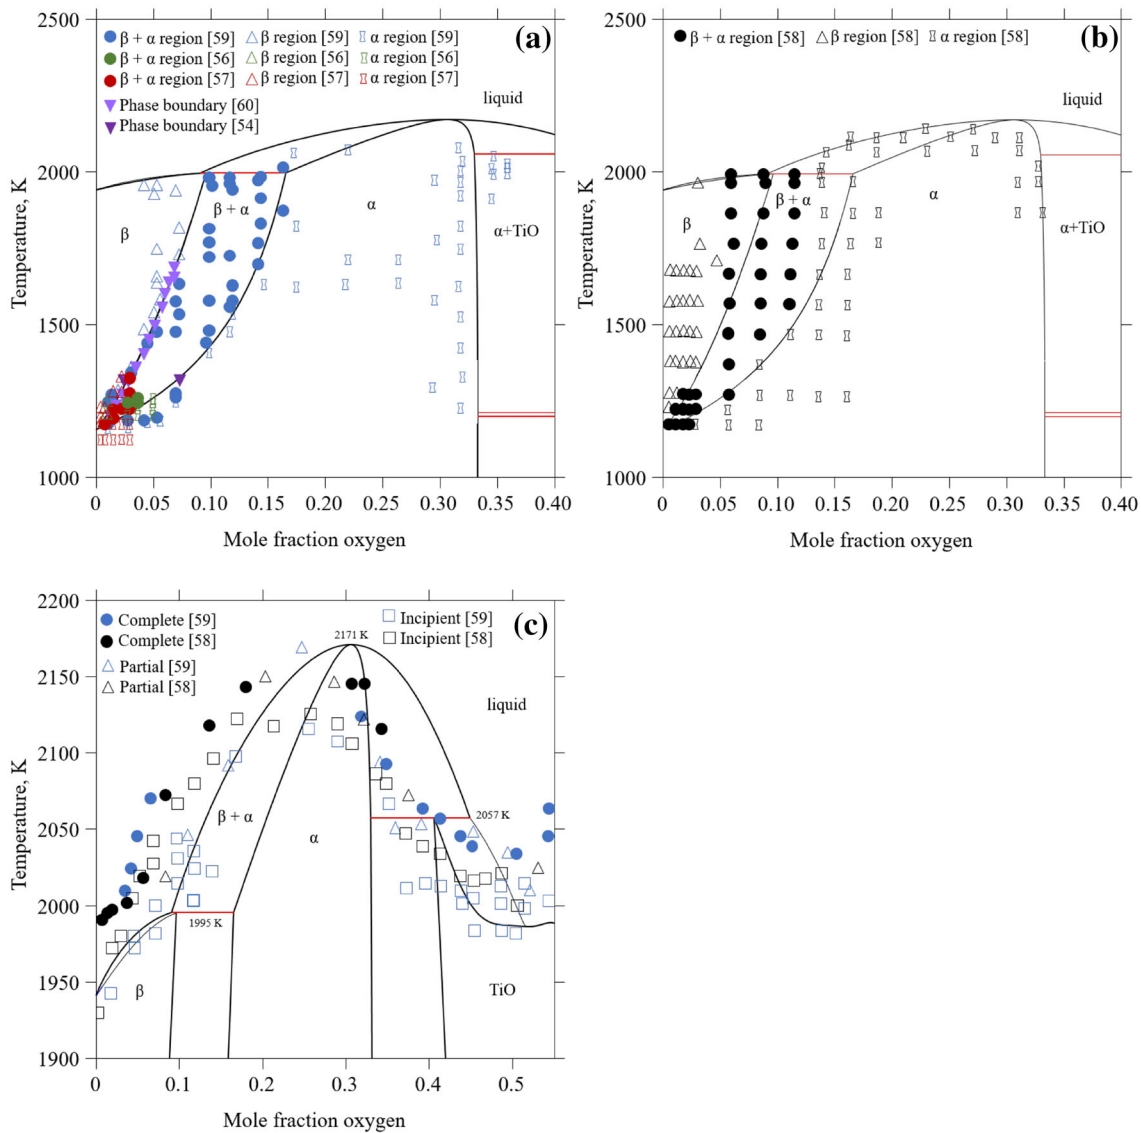 2500
2000
1500
1000
Temperature, K
β + α region [59] β region [59] α region [59]
β + α region [56] β region [56] α region [56]
β + α region [57] β region [57] α region [57]
Phase boundary [60]
Phase boundary [54]
(a)
liquid
β + α
β
α
α+TiO
0 0.05 0.10 0.15 0.20 0.25 0.30 0.35 0.40
Mole fraction oxygen
2500
2000
1500
1000
Temperature, K
β + α region [58] β region [58] α region [58]
(b)
liquid
β + α
β
α
α+TiO
0 0.05 0.10 0.15 0.20 0.25 0.30 0.35 0.40
Mole fraction oxygen
2200
2150
2100
2050
2000
1950
1900
Temperature, K
Complete [59]
Complete [58]
Partial [59]
Partial [58]
Incipient [59]
Incipient [58]
(c)
2171 K
liquid
β + α
α
2057 K
1995 K
β
TiO
0 0.1 0.2 0.3 0.4 0.5
Mole fraction oxygen